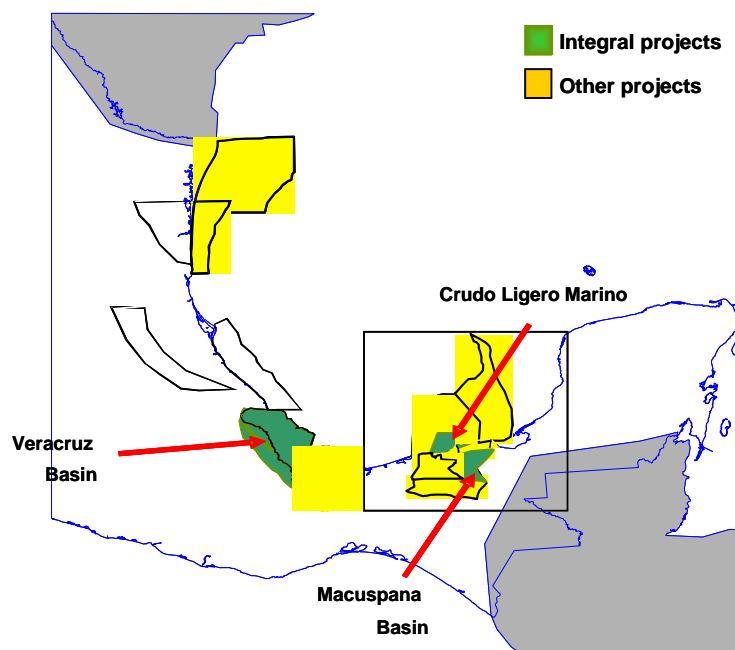 Integral projects
Other projects
Crudo Ligero Marino
Veracruz
Basin
Macuspana
Basin